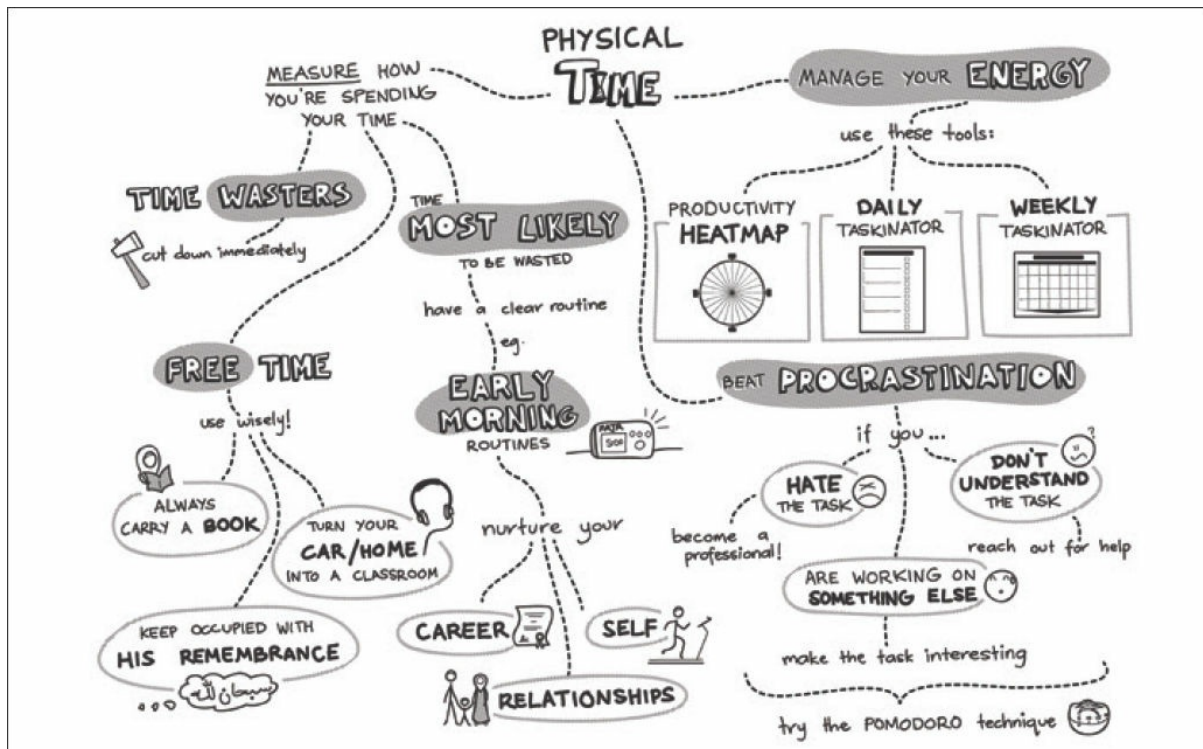 PHYSICAL
TIME
MEASURE HOW
YOU'RE SPENDING
YOUR TIME
TIME WASTERS
cut down immediately
TIME
MOST LIKELY
TO BE WASTED
have a clear routine
eg.
EARLY
MORNING
ROUTINES
FAJR
nurture your
CAREER
SELF
RELATIONSHIPS
FREE TIME
use wisely!
ALWAYS
CARRY A BOOK
TURN YOUR
CAR/HOME
INTO A CLASSROOM
KEEP OCCUPIED WITH
HIS REMEMBRANCE
سبحان الله
MANAGE YOUR ENERGY
use these tools:
PRODUCTIVITY
HEATMAP
DAILY
TASKINATOR
WEEKLY
TASKINATOR
BEAT PROCRASTINATION
if you...
HATE
THE TASK
become a
professional!
DON'T
UNDERSTAND
THE TASK
?
reach out for help
ARE WORKING ON
SOMETHING ELSE
make the task interesting
try the POMODORO technique